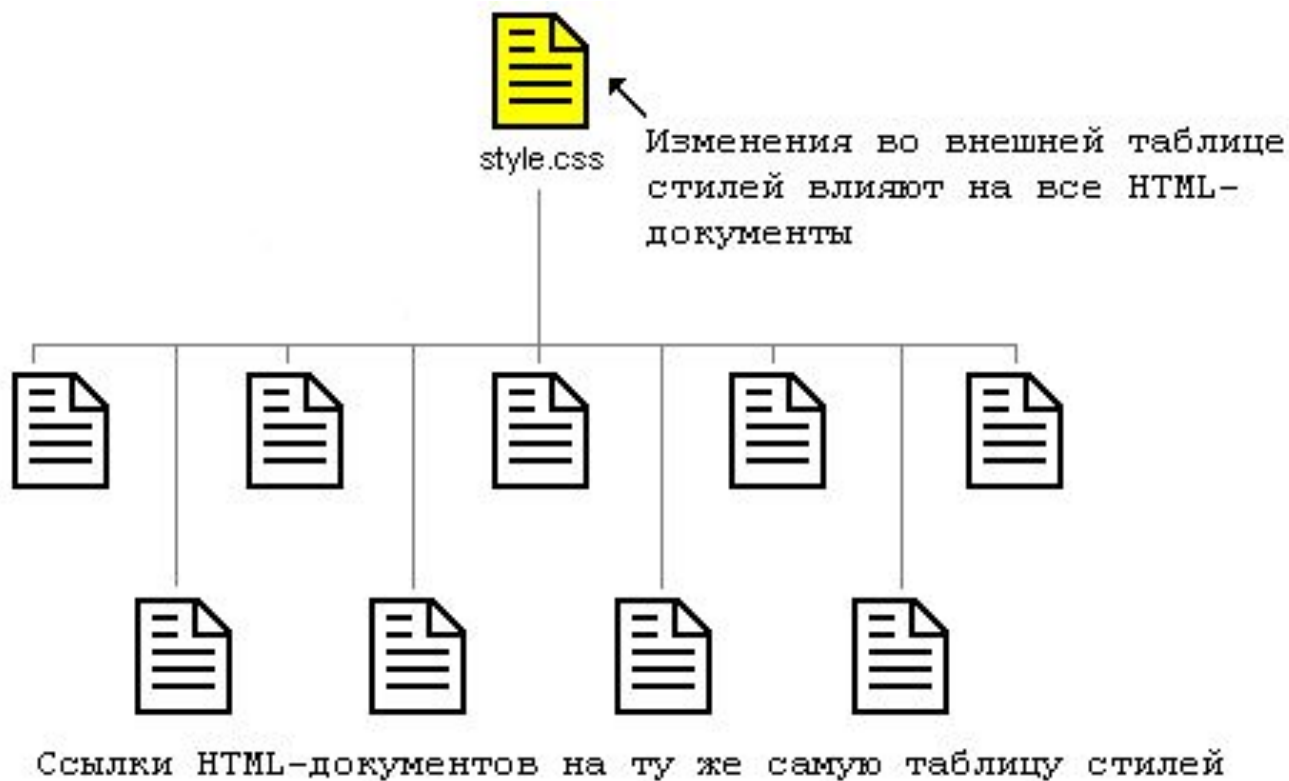 style.css
Изменения во внешней таблице
стилей влияют на все HTML-
документы
Ссылки HTML-документов на ту же самую таблицу стилей